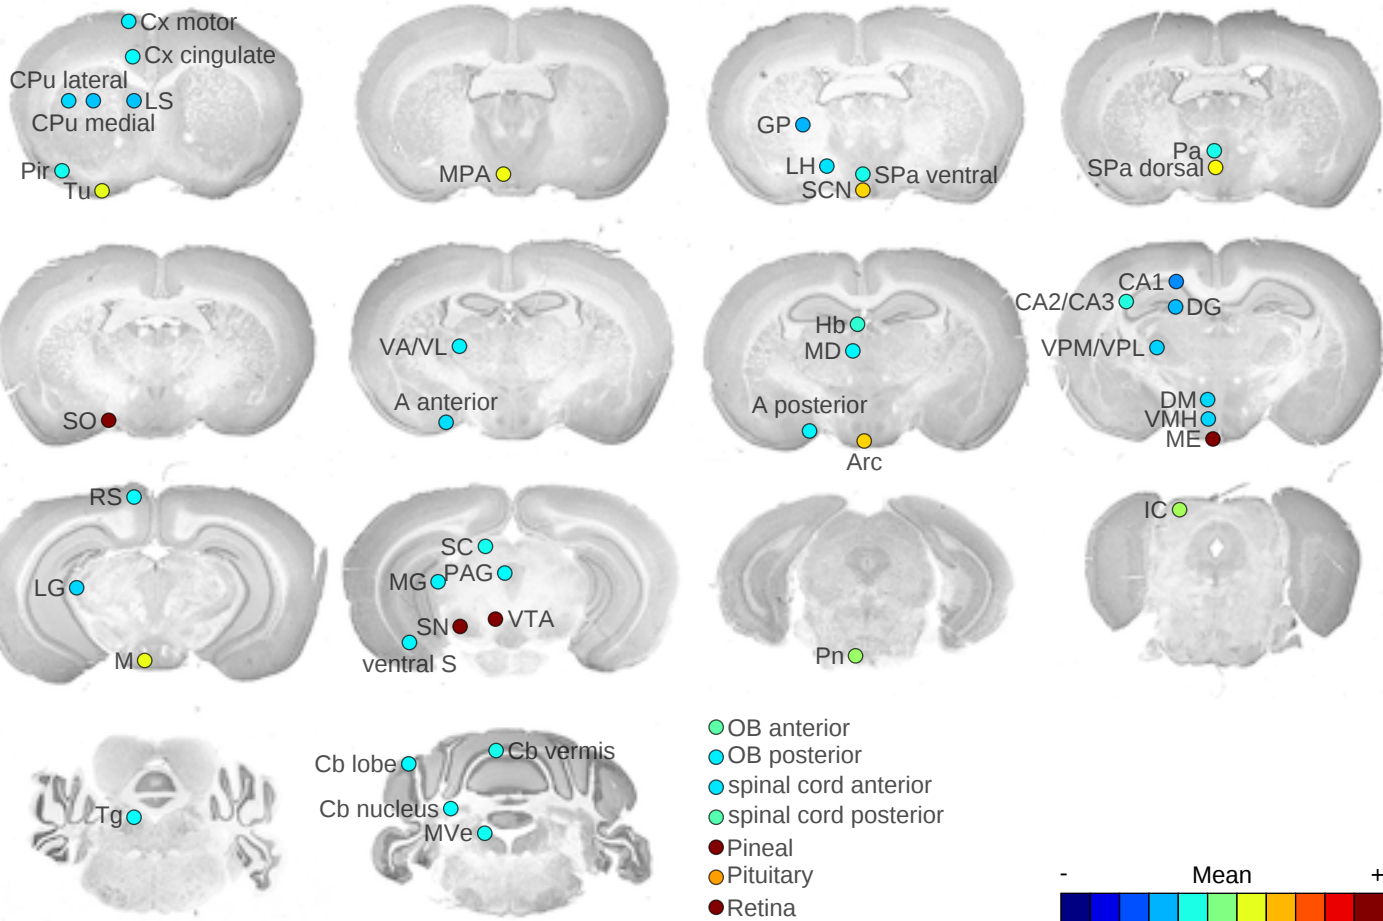 Cx motor
Cx cingulate
CPu lateral
LS
CPu medial
Pir
Tu
MPA
GP
LH
SPa ventral
SCN
Pa
SPa dorsal
SO
VA/VL
A anterior
Hb
MD
A posterior
Arc
CA1
CA2/CA3
DG
VPM/VPL
DM
VMH
ME
RS
LG
M
SC
PAG
MG
SN
VTA
ventral S
Pn
IC
Tg
Cb lobe
Cb vermis
Cb nucleus
MVe
OB anterior
OB posterior
spinal cord anterior
spinal cord posterior
Pineal
Pituitary
Retina
- Mean +